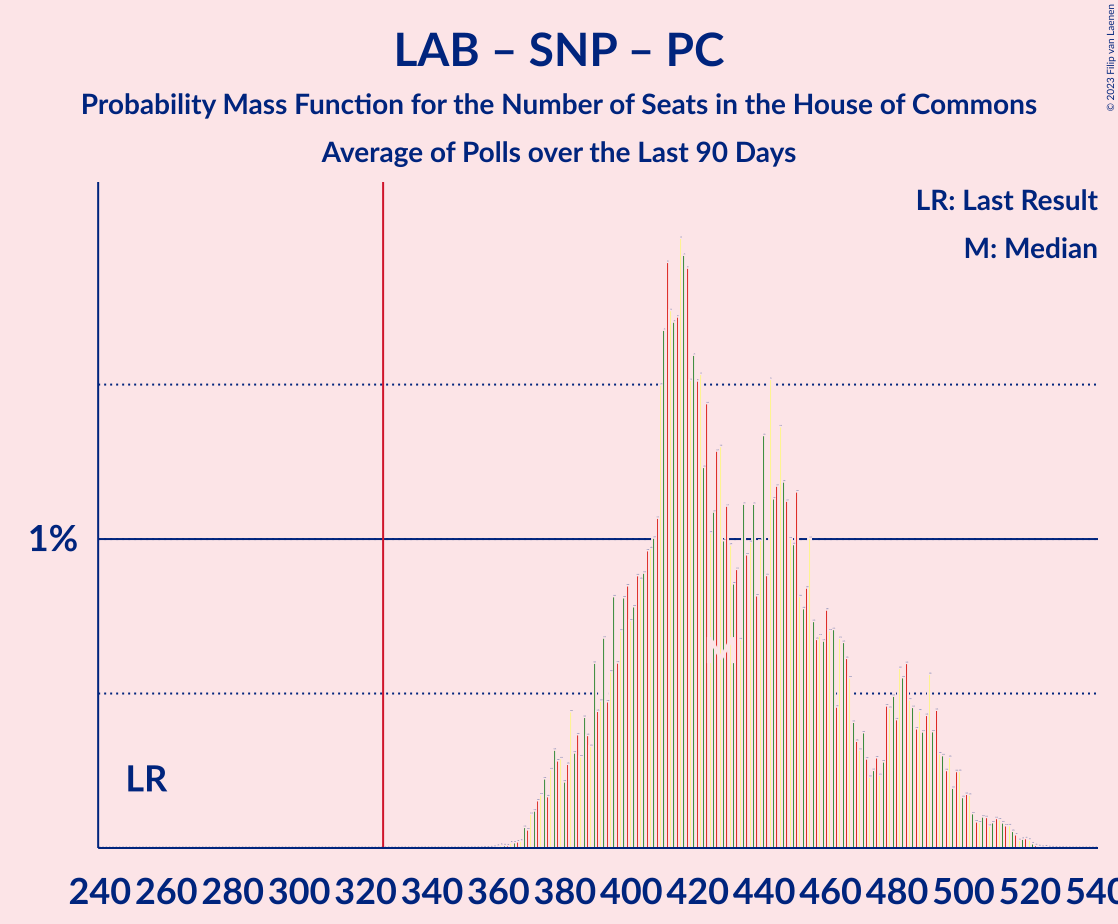 LAB – SNP – PC
Probability Mass Function for the Number of Seats in the House of Commons
Average of Polls over the Last 90 Days
© 2023 Filip van Laenen
LR: Last Result
M: Median
1%
M
LR
240 260 280 300 320 340 360 380 400 420 440 460 480 500 520 540